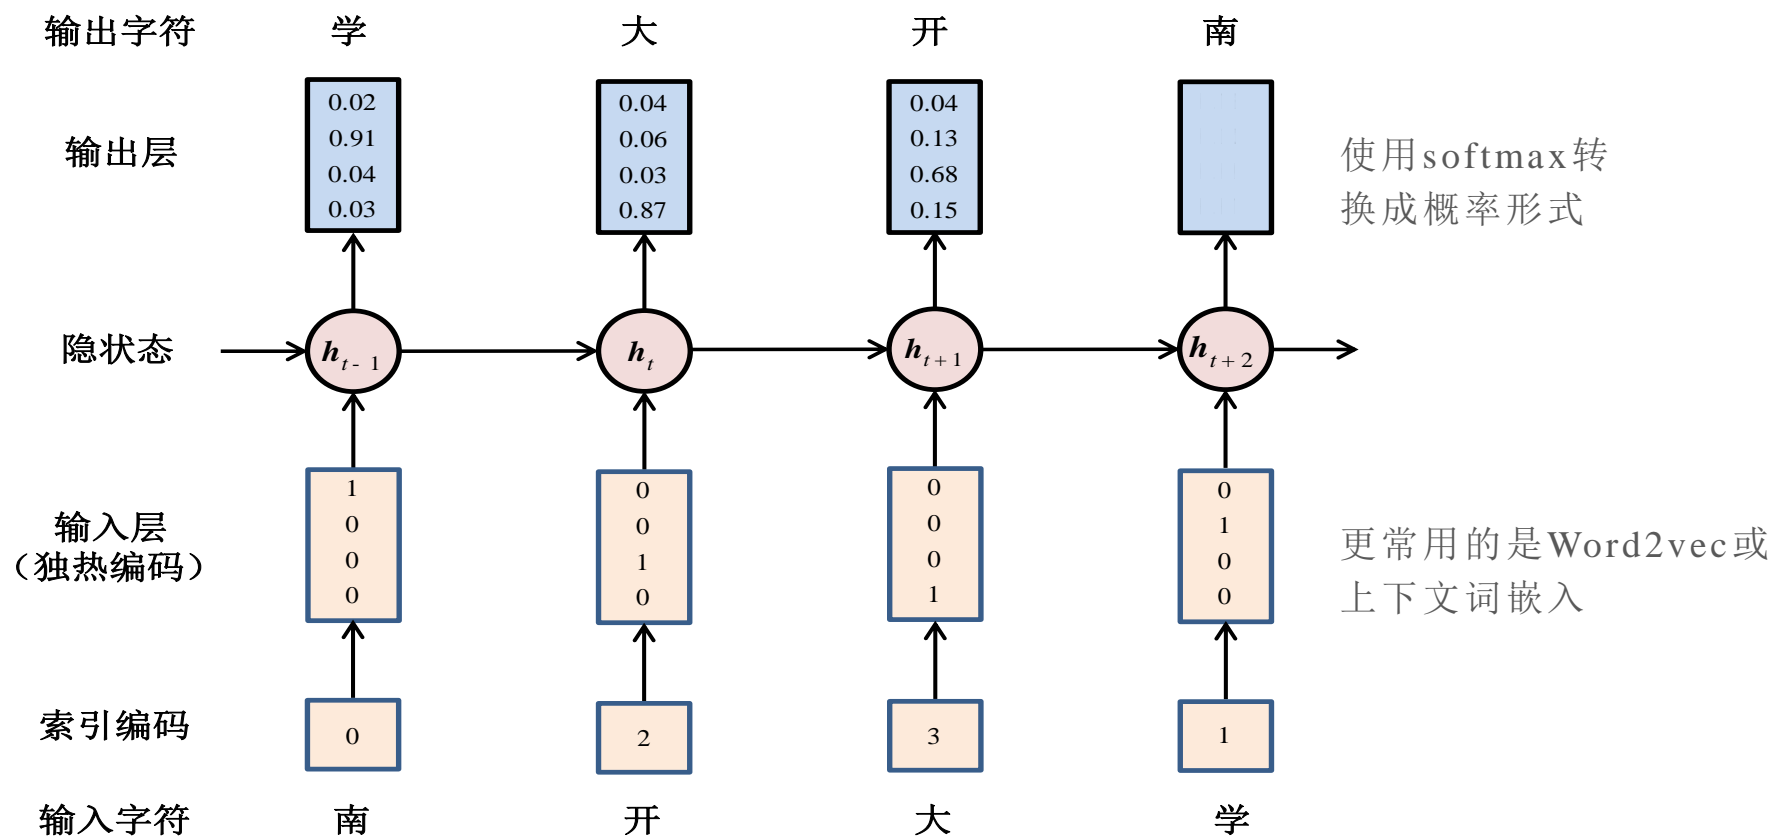 输出字符 学 大 开 南
输出层
0.02 0.04 0.04
0.91 0.06 0.13
0.04 0.03 0.68
0.03 0.87 0.15
使用softmax转
换成概率形式
隐状态 h_{t-1} h_t h_{t+1} h_{t+2}
输入层
(独热编码)
1 0 0 0
0 0 0 1
0 1 0 0
0 0 1 0
更常用的是Word2vec或
上下文词嵌入
索引编码 0 2 3 1
输入字符 南 开 大 学